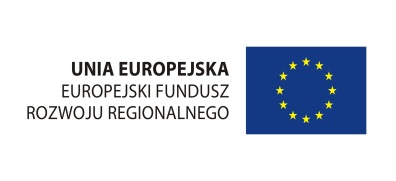 UNIA EUROPEJSKA
EUROPEJSKI FUNDUSZ
ROZWOJU REGIONALNEGO